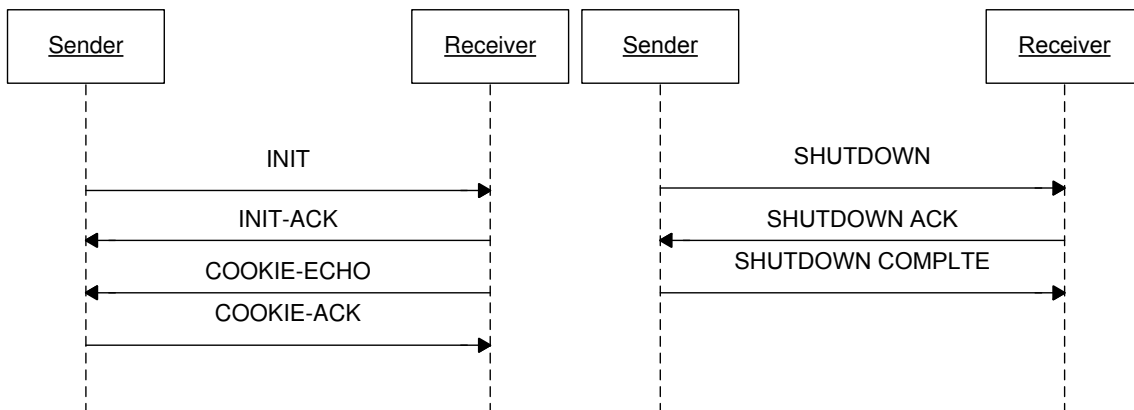 Sender
Receiver
Sender
Receiver
INIT
INIT-ACK
COOKIE-ECHO
COOKIE-ACK
SHUTDOWN
SHUTDOWN ACK
SHUTDOWN COMPLTE